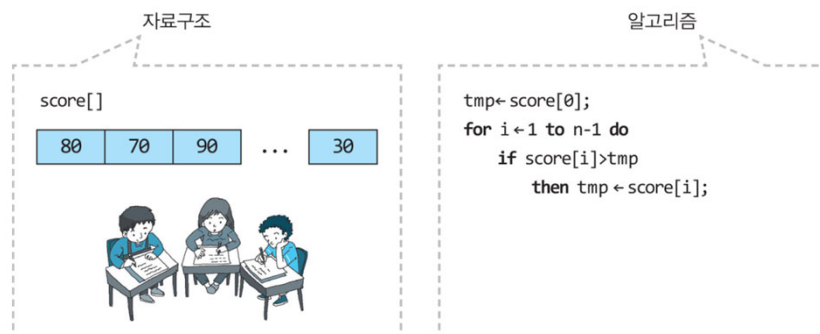 자료구조
score[]
80 70 90 ... 30
알고리즘
tmp←score[0];
for i←1 to n-1 do
if score[i]>tmp
then tmp←score[i];